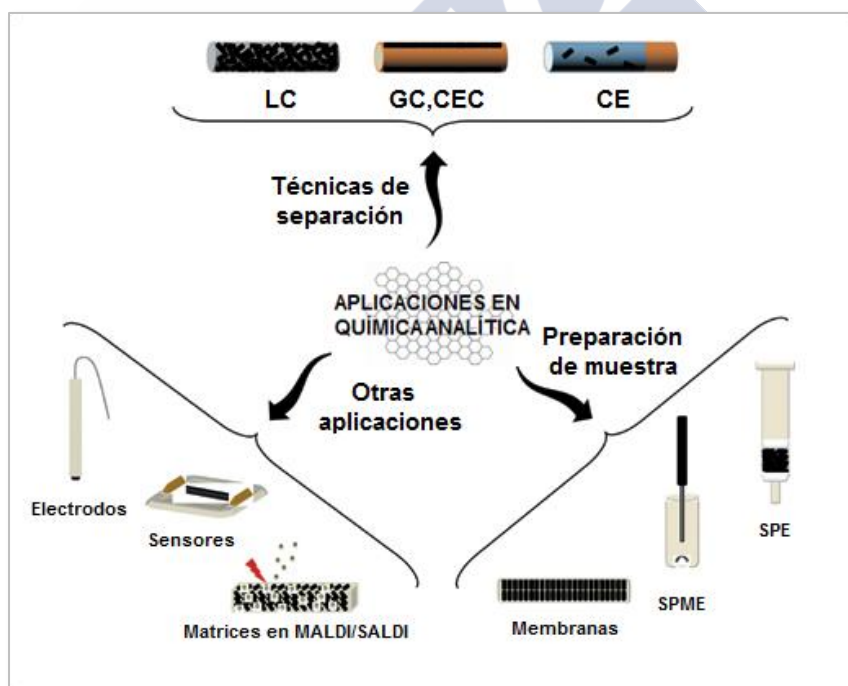 LC
GC,CEC
CE
Técnicas de
separación
APLICACIONES EN
QUÍMICA ANALÍTICA
Preparación
de muestra
Otras
aplicaciones
Electrodos
Sensores
Matrices en MALDI/SALDI
Membranas
SPME
SPE